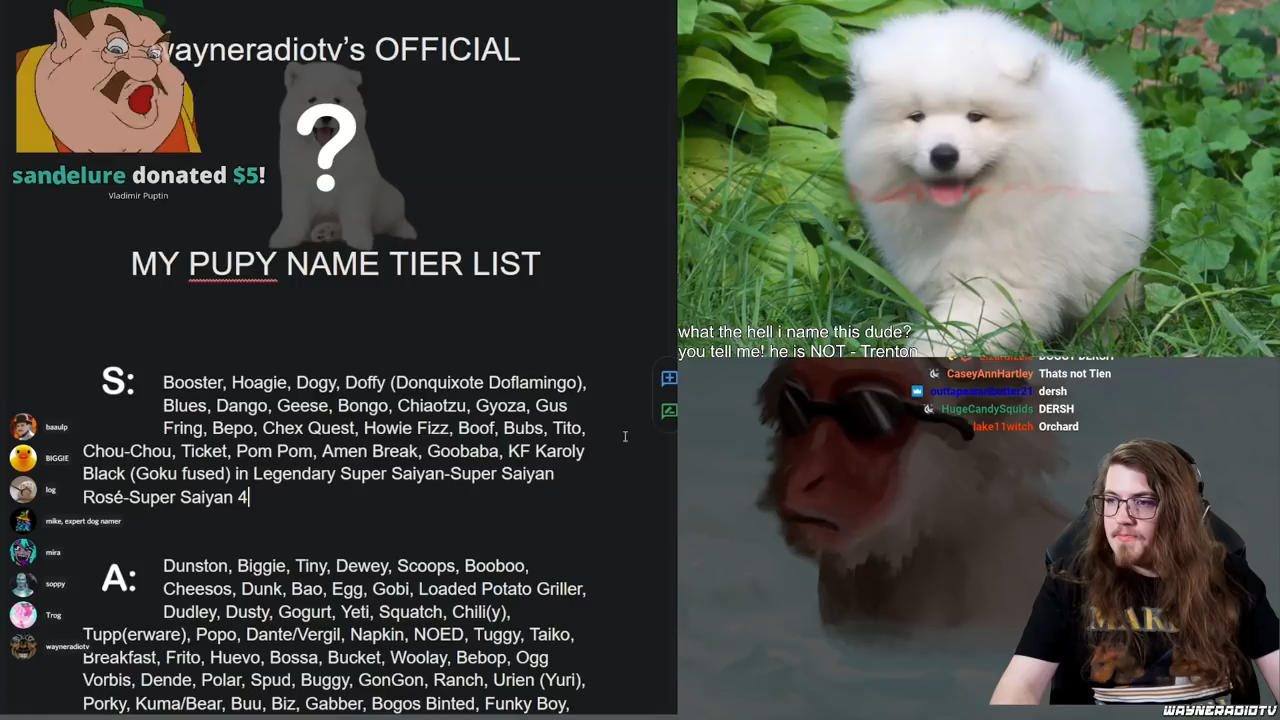 wayneradiotv's OFFICIAL
?
sandelure donated $5!
Vladimir Puptin
MY PUPY NAME TIER LIST
S:
Booster, Hoagie, Dogy, Doffy (Donquixote Doflamingo),
Blues, Dango, Geese, Bongo, Chiaotzu, Gyoza, Gus
Fring, Bepo, Chex Quest, Howie Fizz, Boof, Bubs, Tito,
Chou-Chou, Ticket, Pom Pom, Amen Break, Goobaba, KF Karoly
Black (Goku fused) in Legendary Super Saiyan-Super Saiyan
Rosé-Super Saiyan 4
A:
Dunston, Biggie, Tiny, Dewey, Scoops, Booboo,
Cheesos, Dunk, Bao, Egg, Gobi, Loaded Potato Griller,
Dudley, Dusty, Gogurt, Yeti, Squatch, Chili(y),
Tupp(erware), Popo, Dante/Vergil, Napkin, NOED, Tuggy, Taiko,
Breakfast, Frito, Huevo, Bossa, Bucket, Woolay, Bebop, Ogg
Vorbis, Dende, Polar, Spud, Buggy, GonGon, Ranch, Urien (Yuri),
Porky, Kuma/Bear, Buu, Biz, Gabber, Bogos Binted, Funky Boy,
baaulp
BIGGIE
log
mike, expert dog namer
mira
soppy
Trog
wayneradiotv
what the hell i name this dude?
you tell me! he is NOT - Trenton
DOGGY DERSH
CaseyAnnHartley Thats not Tien
outtapeanutbutter21 dersh
HugeCandySquids DERSH
lake11witch Orchard
MARI
WAYNERADIOTV